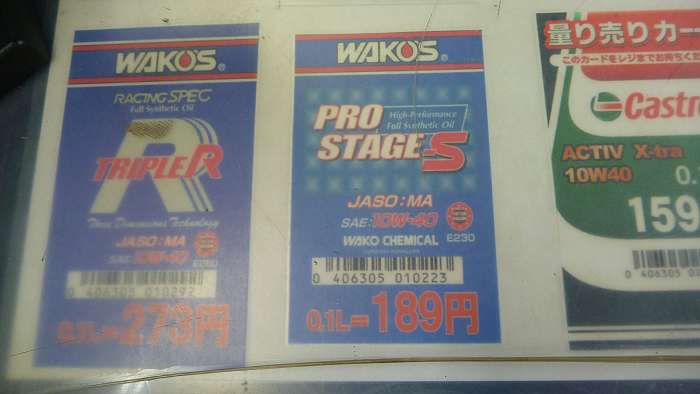 WAKO'S®
RACING SPEC
Full Synthetic Oil
TRIPLE R
Three Dimensions Technology
JASO:MA
SAE:10W-40
0 406305 010292
0.1L=273円
WAKO'S®
High-Performance
Full Synthetic Oil
PRO
STAGE-S
JASO:MA
SAE:10W-40
WAKO CHEMICAL E230
0 406305 010223
0.1L=189円
量り売りカー
このカードをレジまでお持ちくだ
Castr
ACTIV X-tra
10W40 0.
159
0 406305 0